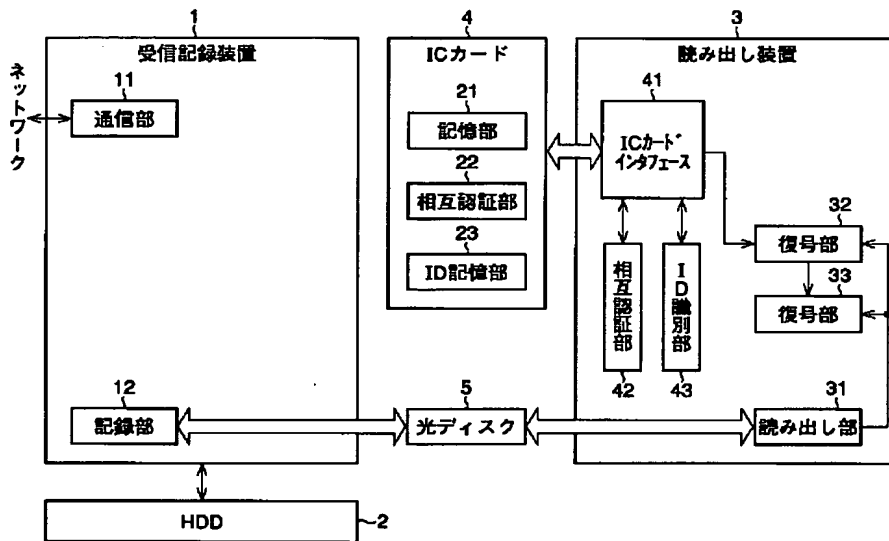 1
受信記録装置
ネットワーク
11
通信部
12
記録部
HDD
2
4
ICカード
21
記憶部
22
相互認証部
23
ID記憶部
5
光ディスク
3
読み出し装置
41
ICカード
インタフェース
32
復号部
33
復号部
相互認証部
42
ID識別部
43
31
読み出し部